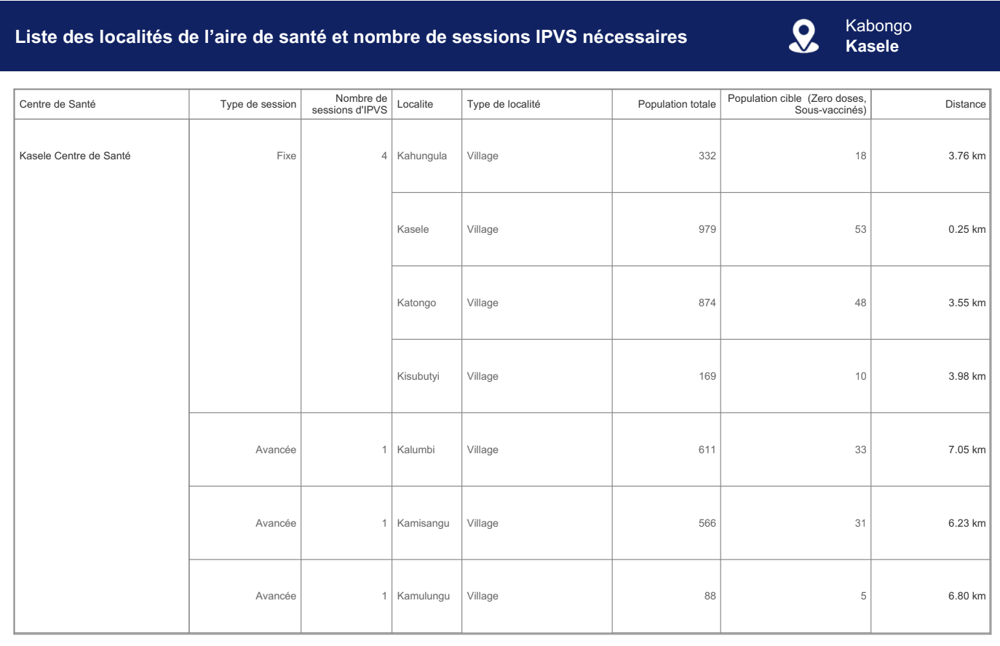 Liste des localités de l’aire de santé et nombre de sessions IPVS nécessaires
Kabongo
Kasele
Centre de Santé Type de session Nombre de sessions d'IPVS Localite Type de localité Population totale Population cible (Zero doses, Sous-vaccinés) Distance
Kasele Centre de Santé Fixe 4 Kahungula Village 332 18 3.76 km
Kasele Village 979 53 0.25 km
Katongo Village 874 48 3.55 km
Kisubutyi Village 169 10 3.98 km
Avancée 1 Kalumbi Village 611 33 7.05 km
Avancée 1 Kamisangu Village 566 31 6.23 km
Avancée 1 Kamulungu Village 88 5 6.80 km